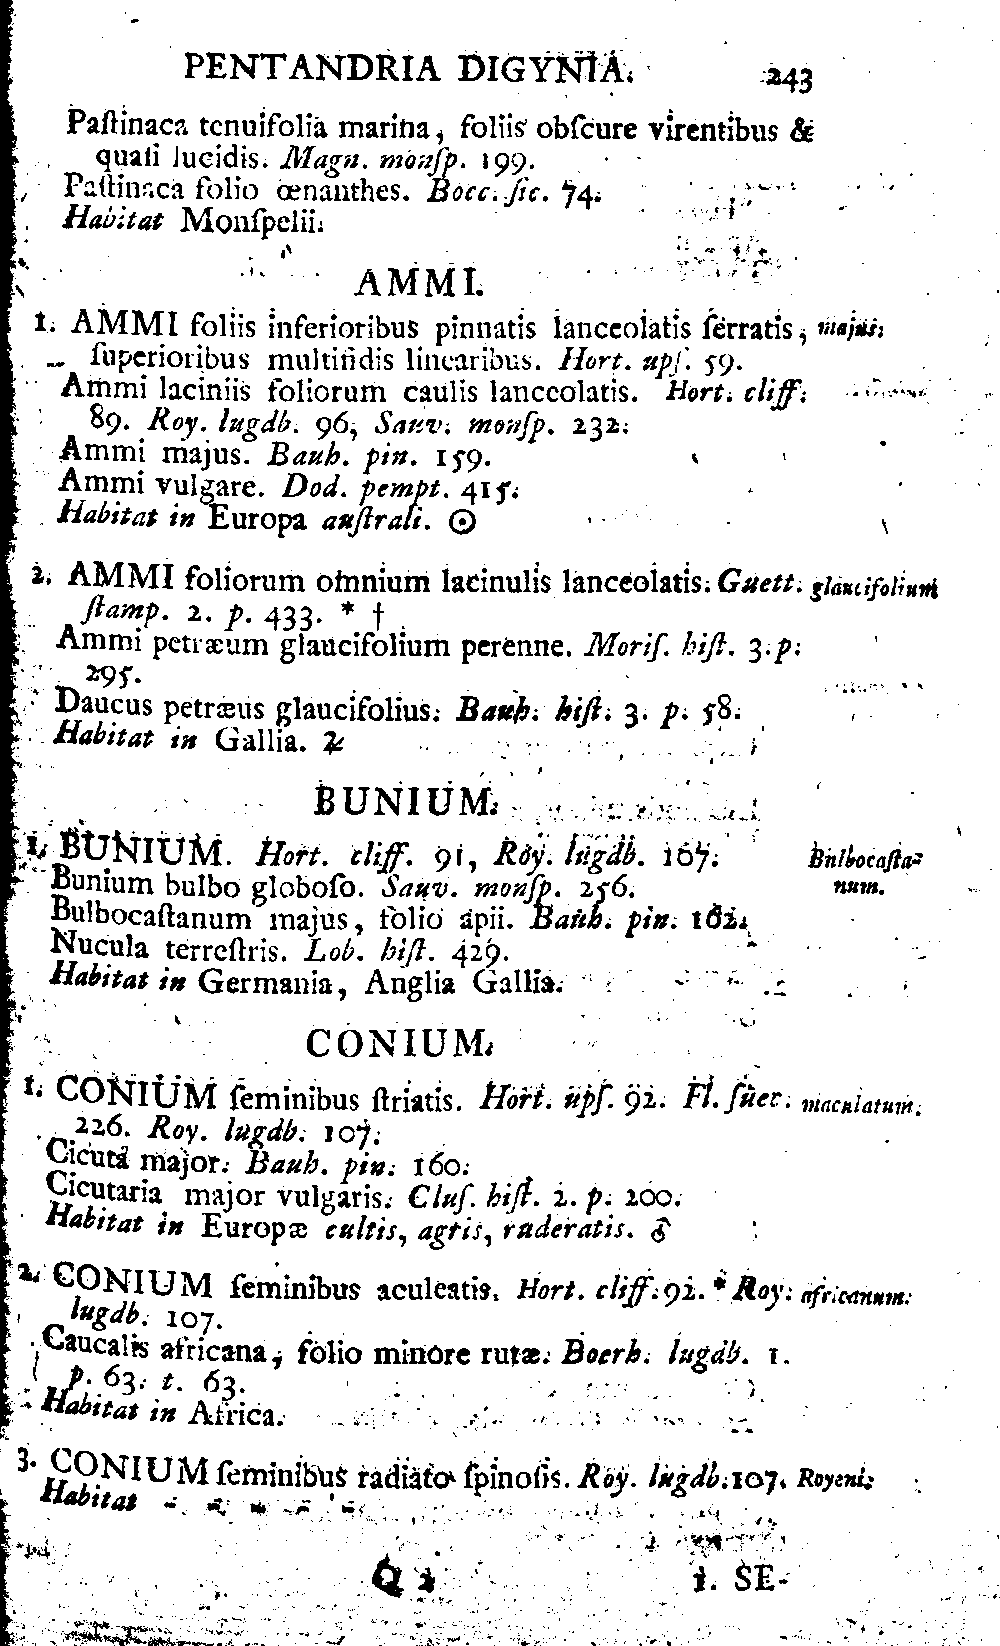 PENTANDRIA DIGYNIA. 243
Paſtinaca tenuifolia marina, foliis obſcure virentibus &
quaſi lucidis. Magn. monſp. 199.
Paſtinaca folio œnanthes. Bocc. ſic. 74.
Habitat Monſpelii.
AMMI.
1. AMMI foliis inferioribus pinnatis lanceolatis ſerratis, majus.
ſuperioribus multifidis linearibus. Hort. upſ. 59.
Ammi laciniis foliorum caulis lanceolatis. Hort. cliff.
89. Roy. lugdb. 96, Sauv. monſp. 232.
Ammi majus. Bauh. pin. 159.
Ammi vulgare. Dod. pempt. 415.
Habitat in Europa auſtrali. ☉
2. AMMI foliorum omnium lacinulis lanceolatis. Guett. glaucifolium
ſtamp. 2. p. 433. * †
Ammi petræum glaucifolium perenne. Moriſ. hiſt. 3. p.
295.
Daucus petræus glaucifolius. Bauh. hiſt. 3. p. 58.
Habitat in Gallia. ♃
BUNIUM.
1. BUNIUM. Hort. cliff. 91, Roy. lugdb. 107. Bulbocaſta-
Bunium bulbo globoſo. Sauv. monſp. 256. num.
Bulbocaſtanum majus, folio apii. Bauh. pin. 162.
Nucula terreſtris. Lob. hiſt. 429.
Habitat in Germania, Anglia Gallia.
CONIUM.
1. CONIUM ſeminibus ſtriatis. Hort. upſ. 92. Fl. ſuec. maculatum.
226. Roy. lugdb. 107.
Cicuta major. Bauh. pin. 160.
Cicutaria major vulgaris. Cluſ. hiſt. 2. p. 200.
Habitat in Europæ cultis, agris, ruderatis. ♂
2. CONIUM ſeminibus aculeatis. Hort. cliff. 92. * Roy. africanum.
lugdb. 107.
Caucalis africana, folio minore rutæ. Boerh. lugdb. 1.
p. 63. t. 63.
Habitat in Africa.
3. CONIUM ſeminibus radiato ſpinoſis. Roy. lugdb. 107. Royeni.
Habitat - - - -
Q 2 1. SE-